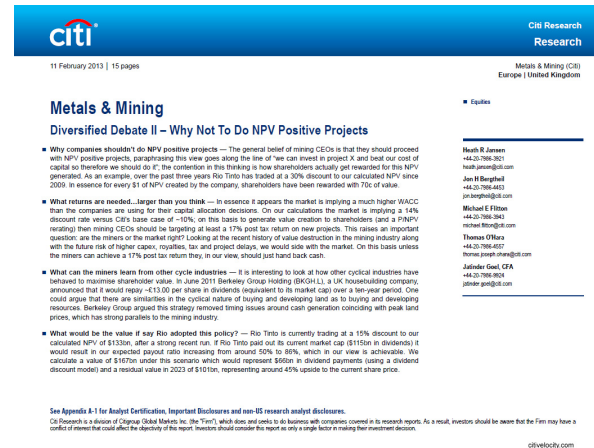 citi
Citi Research
Research
11 February 2013 | 15 pages
Metals & Mining (Citi)
Europe | United Kingdom
Metals & Mining
Diversified Debate II – Why Not To Do NPV Positive Projects
■ Why companies shouldn't do NPV positive projects — The general belief of mining CEOs is that they should proceed
with NPV positive projects, paraphrasing this view goes along the line of "we can invest in project X and beat our cost of
capital so therefore we should do it"; the contention in this thinking is how shareholders actually get rewarded for this NPV
generated. As an example, over the past three years Rio Tinto has traded at a 30% discount to our calculated NPV since
2009. In essence for every $1 of NPV created by the company, shareholders have been rewarded with 70c of value.
■ What returns are needed…larger than you think — In essence it appears the market is implying a much higher WACC
than the companies are using for their capital allocation decisions. On our calculations the market is implying a 14%
discount rate versus Citi's base case of ~10%; on this basis to generate value creation to shareholders (and a P/NPV
rerating) then mining CEOs should be targeting at least a 17% post tax return on new projects. This raises an important
question: are the miners or the market right? Looking at the recent history of value destruction in the mining industry along
with the future risk of higher capex, royalties, tax and project delays, we would side with the market. On this basis unless
the miners can achieve a 17% post tax return they, in our view, should just hand back cash.
■ What can the miners learn from other cycle industries — It is interesting to look at how other cyclical industries have
behaved to maximise shareholder value. In June 2011 Berkeley Group Holding (BKGH.L), a UK housebuilding company,
announced that it would repay ~£13.00 per share in dividends (equivalent to its market cap) over a ten-year period. One
could argue that there are similarities in the cyclical nature of buying and developing land as to buying and developing
resources. Berkeley Group argued this strategy removed timing issues around cash generation coinciding with peak land
prices, which has strong parallels to the mining industry.
■ What would be the value if say Rio adopted this policy? — Rio Tinto is currently trading at a 15% discount to our
calculated NPV of $133bn, after a strong recent run. If Rio Tinto paid out its current market cap ($115bn in dividends) it
would result in our expected payout ratio increasing from around 50% to 86%, which in our view is achievable. We
calculate a value of $167bn under this scenario which would represent $66bn in dividend payments (using a dividend
discount model) and a residual value in 2023 of $101bn, representing around 45% upside to the current share price.
■ Equities
Heath R Jansen
+44-20-7986-3921
heath.jansen@citi.com
Jon H Bergtheil
+44-20-7986-4453
jon.bergtheil@citi.com
Michael E Flitton
+44-20-7986-3943
michael.flitton@citi.com
Thomas O'Hara
+44-20-7986-4557
thomas.joseph.ohara@citi.com
Jatinder Goel, CFA
+44-20-7986-9924
jatinder.goel@citi.com
See Appendix A-1 for Analyst Certification, Important Disclosures and non-US research analyst disclosures.
Citi Research is a division of Citigroup Global Markets Inc. (the "Firm"), which does and seeks to do business with companies covered in its research reports. As a result, investors should be aware that the Firm may have a
conflict of interest that could affect the objectivity of this report. Investors should consider this report as only a single factor in making their investment decision.
citivelocity.com